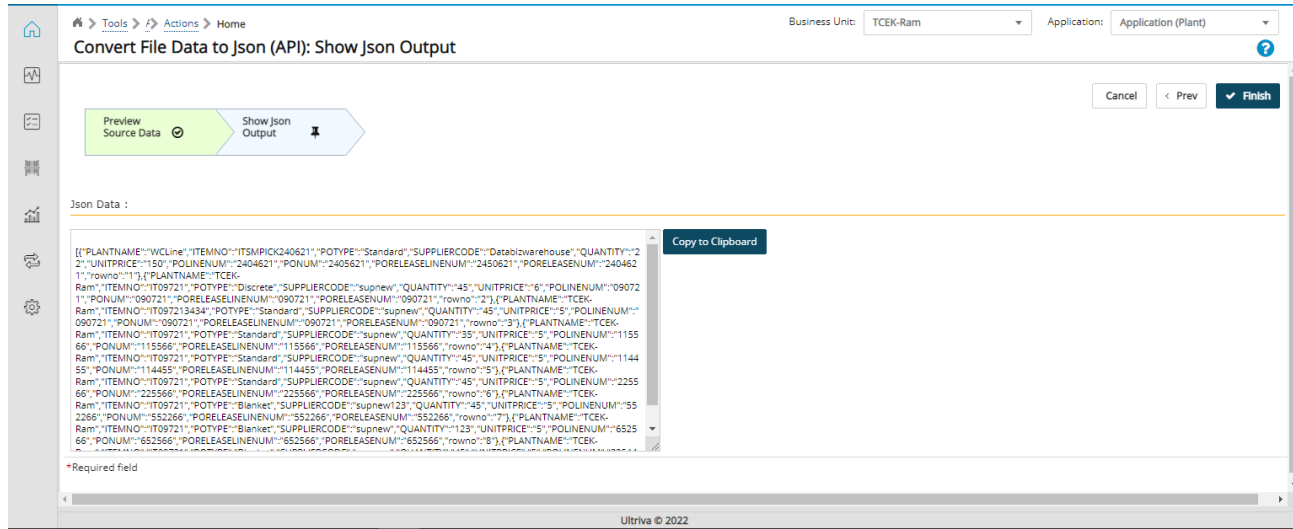 Tools > > Actions > Home
Business Unit: TCEK-Ram Application: Application (Plant)
Convert File Data to Json (API): Show Json Output
Cancel < Prev Finish
Preview
Source Data
Show Json
Output
Json Data :
Copy to Clipboard
[{"PLANTNAME":"WCLine","ITEMNO":"ITSMPICK240621","POTYPE":"Standard","SUPPLIERCODE":"Databizwarehouse","QUANTITY":"2
2","UNITPRICE":"150","POLINENUM":"2404621","PONUM":"2405621","PORELEASELINENUM":"2450621","PORELEASENUM":"240462
1","rowno":"1"},{"PLANTNAME":"TCEK-
Ram","ITEMNO":"IT09721","POTYPE":"Discrete","SUPPLIERCODE":"supnew","QUANTITY":"45","UNITPRICE":"6","POLINENUM":"09072
1","PONUM":"090721","PORELEASELINENUM":"090721","PORELEASENUM":"090721","rowno":"2"},{"PLANTNAME":"TCEK-
Ram","ITEMNO":"IT097213434","POTYPE":"Standard","SUPPLIERCODE":"supnew","QUANTITY":"45","UNITPRICE":"5","POLINENUM":"
090721","PONUM":"090721","PORELEASELINENUM":"090721","PORELEASENUM":"090721","rowno":"3"},{"PLANTNAME":"TCEK-
Ram","ITEMNO":"IT09721","POTYPE":"Standard","SUPPLIERCODE":"supnew","QUANTITY":"35","UNITPRICE":"5","POLINENUM":"1155
66","PONUM":"115566","PORELEASELINENUM":"115566","PORELEASENUM":"115566","rowno":"4"},{"PLANTNAME":"TCEK-
Ram","ITEMNO":"IT09721","POTYPE":"Standard","SUPPLIERCODE":"supnew","QUANTITY":"45","UNITPRICE":"5","POLINENUM":"1144
55","PONUM":"114455","PORELEASELINENUM":"114455","PORELEASENUM":"114455","rowno":"5"},{"PLANTNAME":"TCEK-
Ram","ITEMNO":"IT09721","POTYPE":"Standard","SUPPLIERCODE":"supnew","QUANTITY":"45","UNITPRICE":"5","POLINENUM":"2255
66","PONUM":"225566","PORELEASELINENUM":"225566","PORELEASENUM":"225566","rowno":"6"},{"PLANTNAME":"TCEK-
Ram","ITEMNO":"IT09721","POTYPE":"Blanket","SUPPLIERCODE":"supnew123","QUANTITY":"45","UNITPRICE":"5","POLINENUM":"55
2266","PONUM":"552266","PORELEASELINENUM":"552266","PORELEASENUM":"552266","rowno":"7"},{"PLANTNAME":"TCEK-
Ram","ITEMNO":"IT09721","POTYPE":"Blanket","SUPPLIERCODE":"supnew","QUANTITY":"123","UNITPRICE":"5","POLINENUM":"6525
66","PONUM":"652566","PORELEASELINENUM":"652566","PORELEASENUM":"652566","rowno":"8"},{"PLANTNAME":"TCEK-
*Required field
Ultriva © 2022